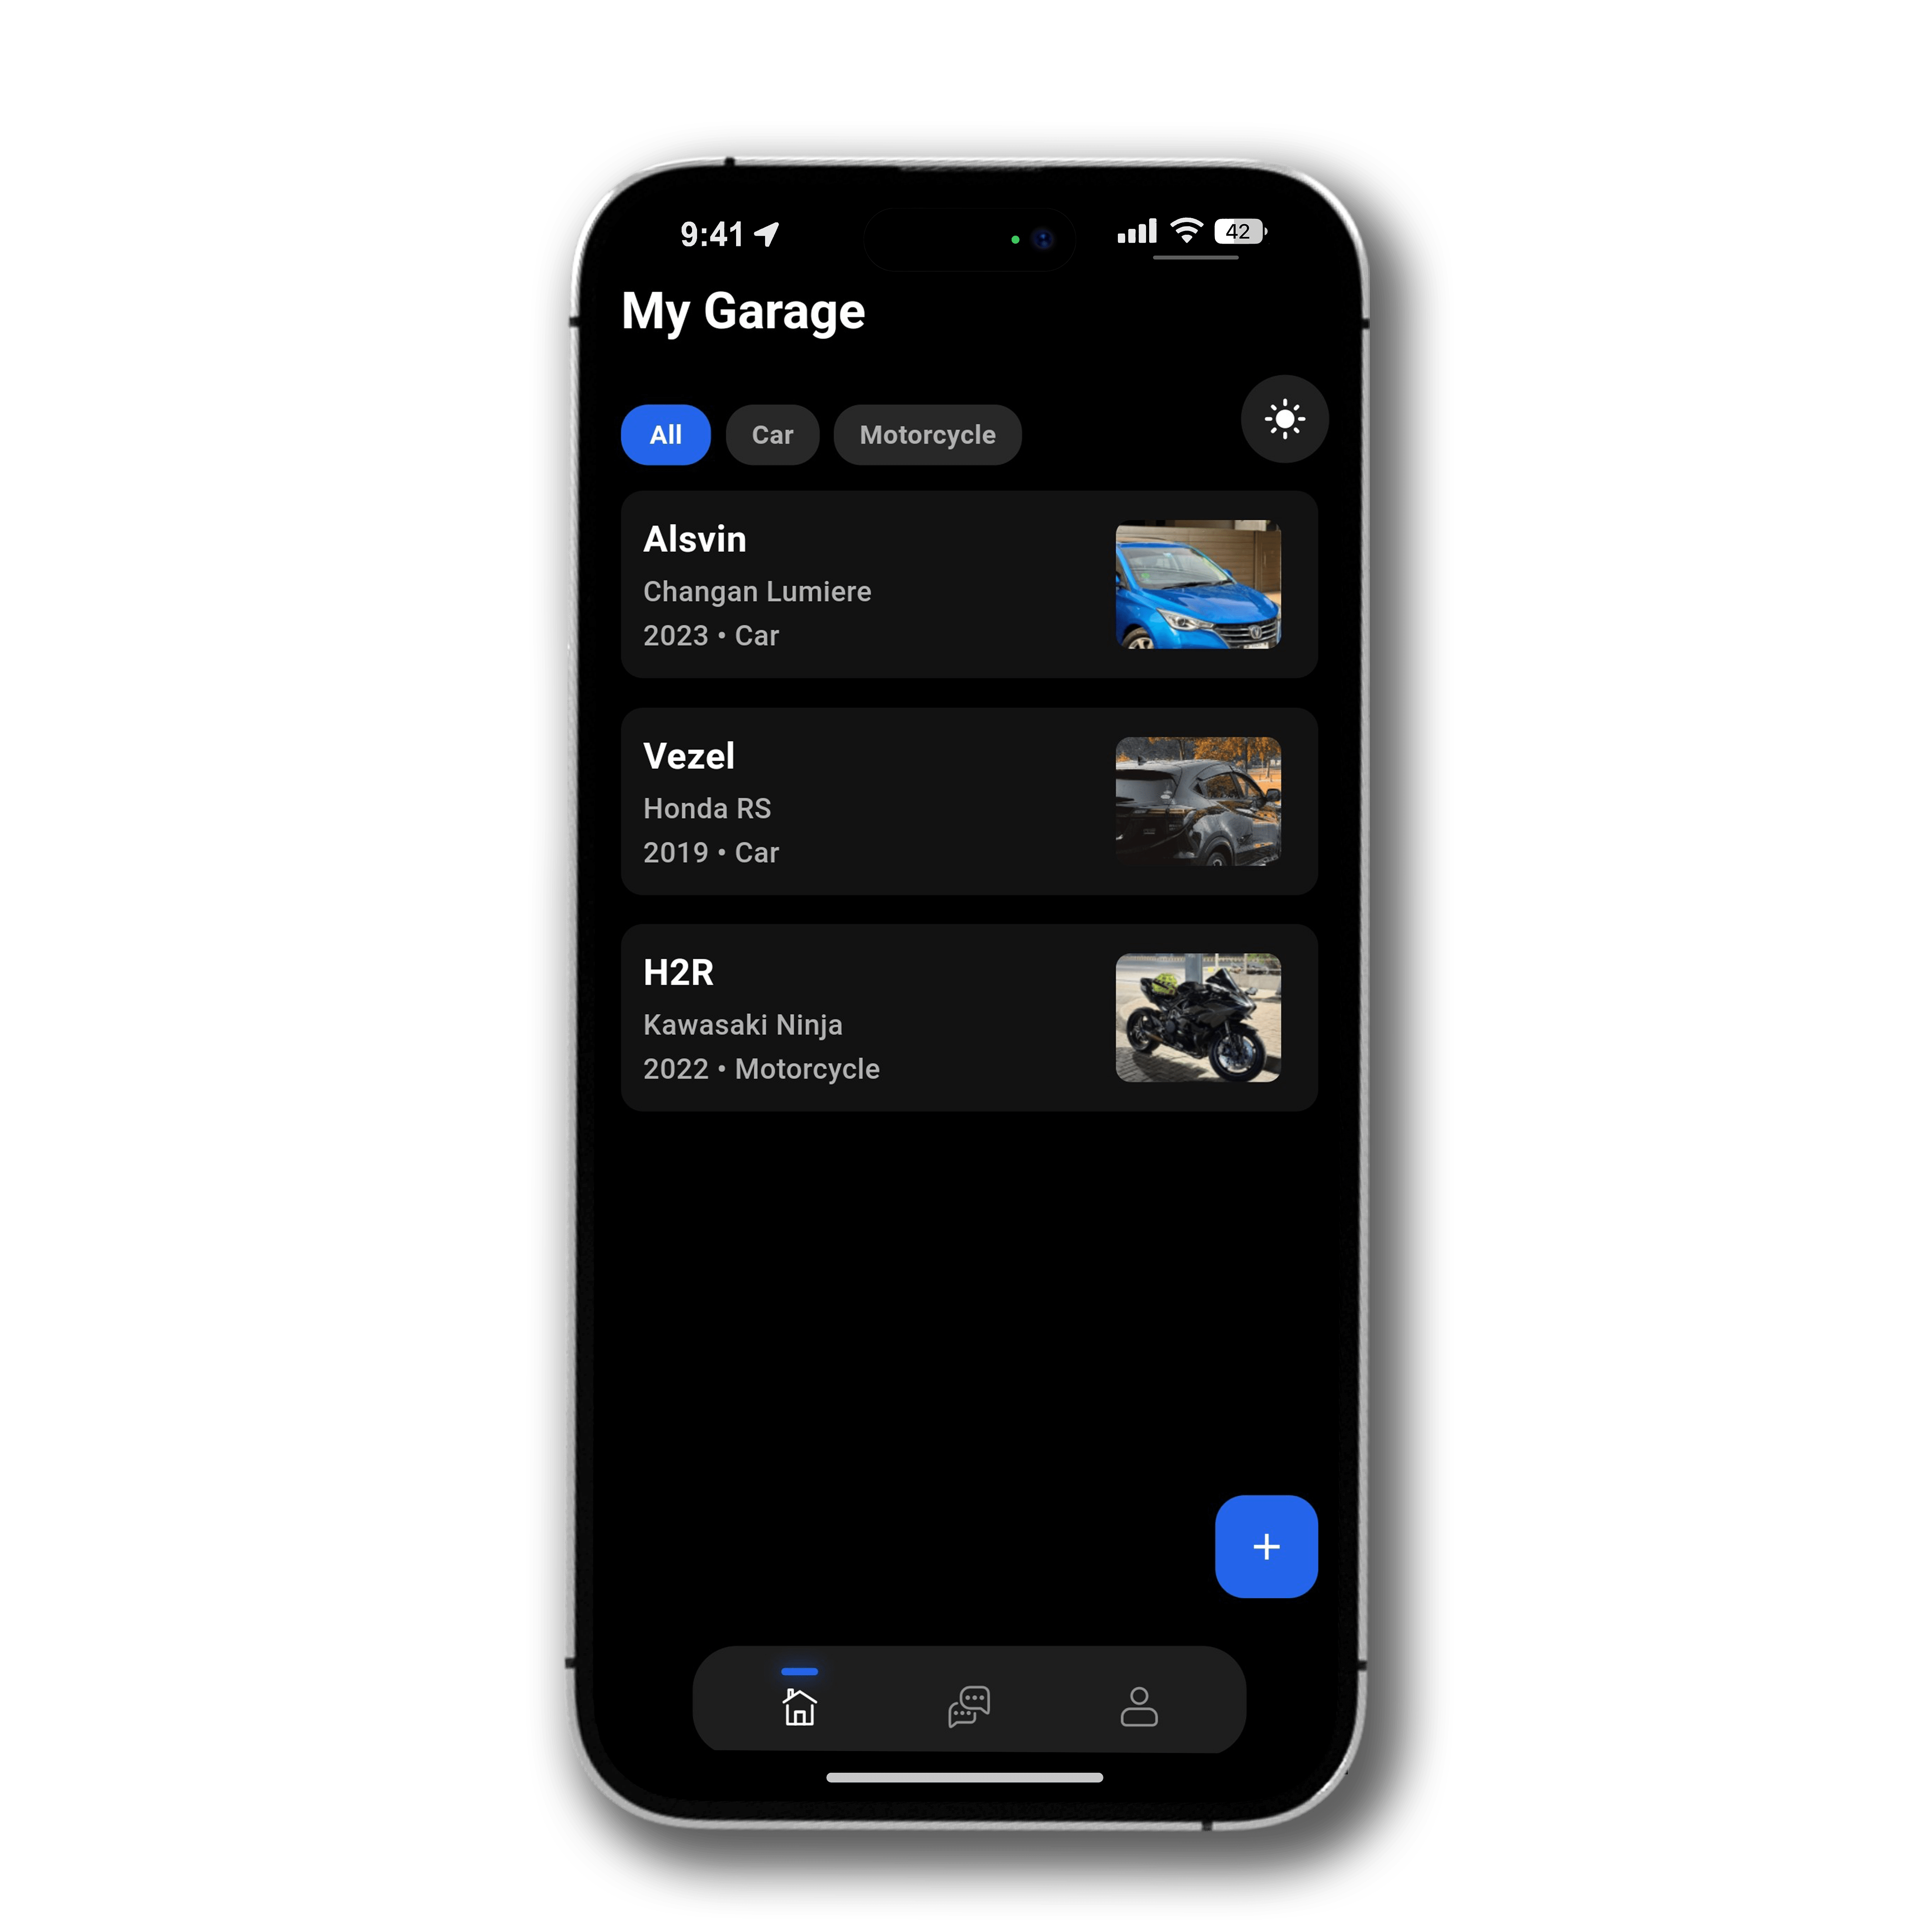 9:41
42
My Garage
All
Car
Motorcycle
Alsvin
Changan Lumiere
2023 • Car
Vezel
Honda RS
2019 • Car
H2R
Kawasaki Ninja
2022 • Motorcycle
+